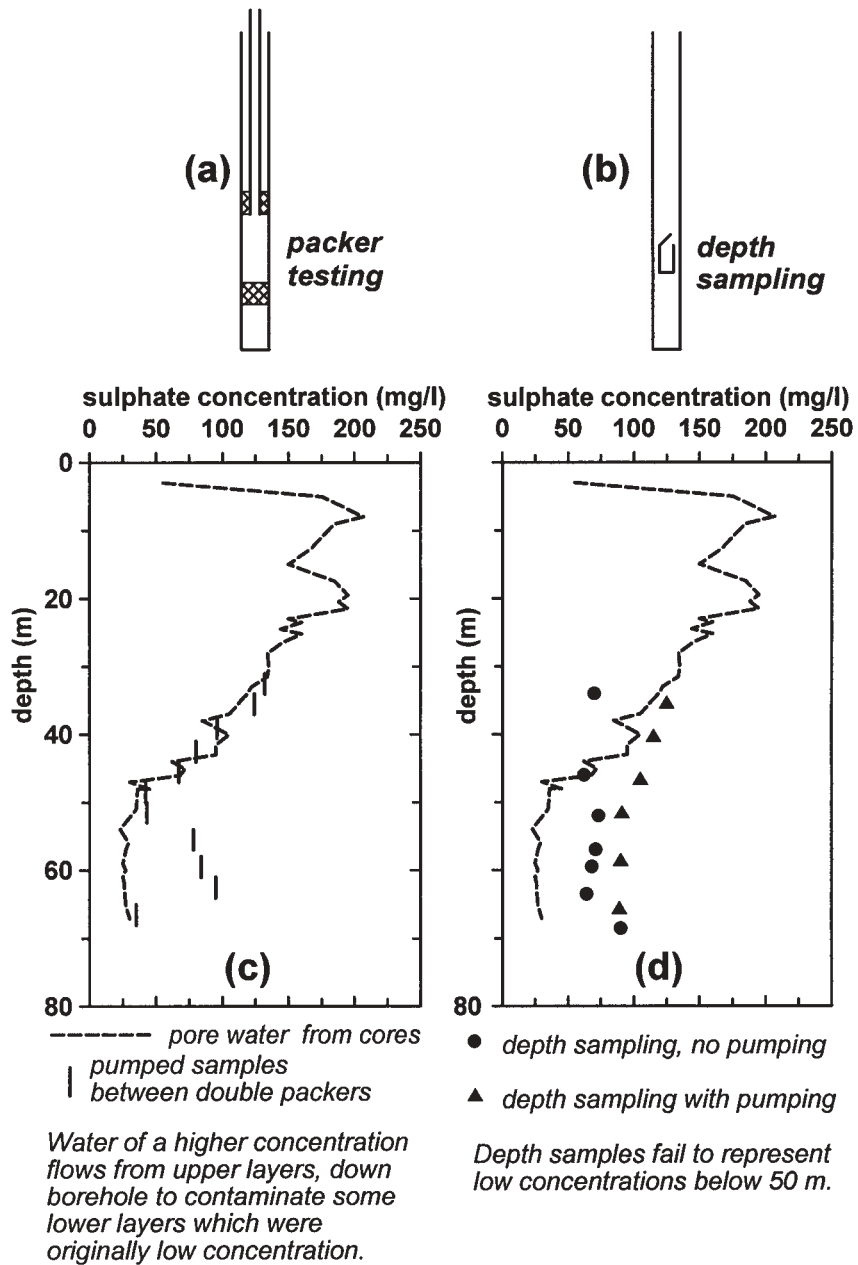 (a)
packer
testing
(b)
depth
sampling
sulphate concentration (mg/l)
0 50 100 150 200 250
0
20
40
60
80
depth (m)
(c)
pore water from cores
pumped samples
between double packers
Water of a higher concentration
flows from upper layers, down
borehole to contaminate some
lower layers which were
originally low concentration.
sulphate concentration (mg/l)
0 50 100 150 200 250
80
depth (m)
(d)
depth sampling, no pumping
depth sampling with pumping
Depth samples fail to represent
low concentrations below 50 m.